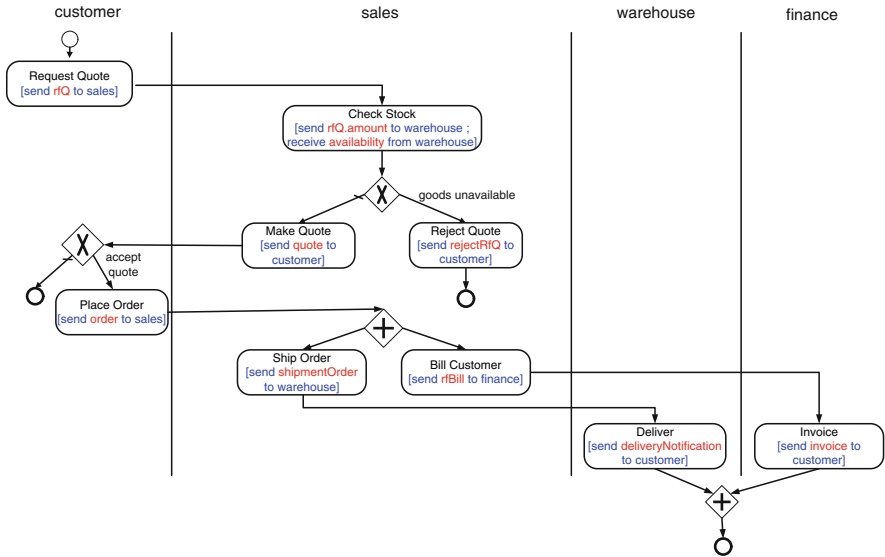 customer
sales
warehouse
finance
Request Quote
[send rfQ to sales]
Check Stock
[send rfQ.amount to warehouse ;
receive availability from warehouse]
X
goods unavailable
Make Quote
[send quote to
customer]
Reject Quote
[send rejectRfQ to
customer]
X
accept
quote
Place Order
[send order to sales]
Ship Order
[send shipmentOrder
to warehouse]
Bill Customer
[send rfBill to finance]
Deliver
[send deliveryNotification
to customer]
Invoice
[send invoice to
customer]